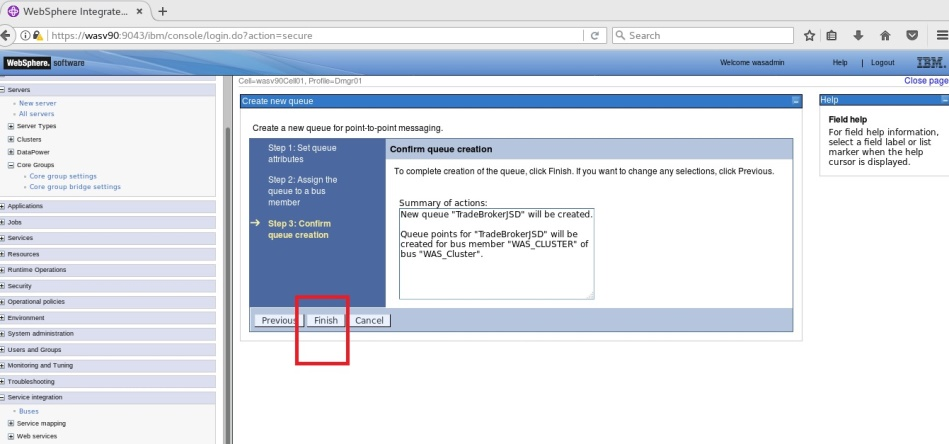 WebSphere Integrate...
https://wasv90:9043/ibm/console/login.do?action=secure
Search
WebSphere. software
Welcome wasadmin
Help
Logout
IBM.
Cell=wasv90Cell01, Profile=Dmgr01
Close page
Servers
New server
All servers
Server Types
Clusters
DataPower
Core Groups
Core group settings
Core group bridge settings
Applications
Jobs
Services
Resources
Runtime Operations
Security
Operational policies
Environment
System administration
Users and Groups
Monitoring and Tuning
Troubleshooting
Service integration
Buses
Service mapping
Web services
Create new queue
Create a new queue for point-to-point messaging.
Step 1: Set queue
attributes
Step 2: Assign the
queue to a bus
member
Step 3: Confirm
queue creation
Confirm queue creation
To complete creation of the queue, click Finish. If you want to change any selections, click Previous.
Summary of actions:
New queue "TradeBrokerJSD" will be created.
Queue points for "TradeBrokerJSD" will be
created for bus member "WAS_CLUSTER" of
bus "WAS_Cluster".
Previous
Finish
Cancel
Help
Field help
For field help information,
select a field label or list
marker when the help
cursor is displayed.